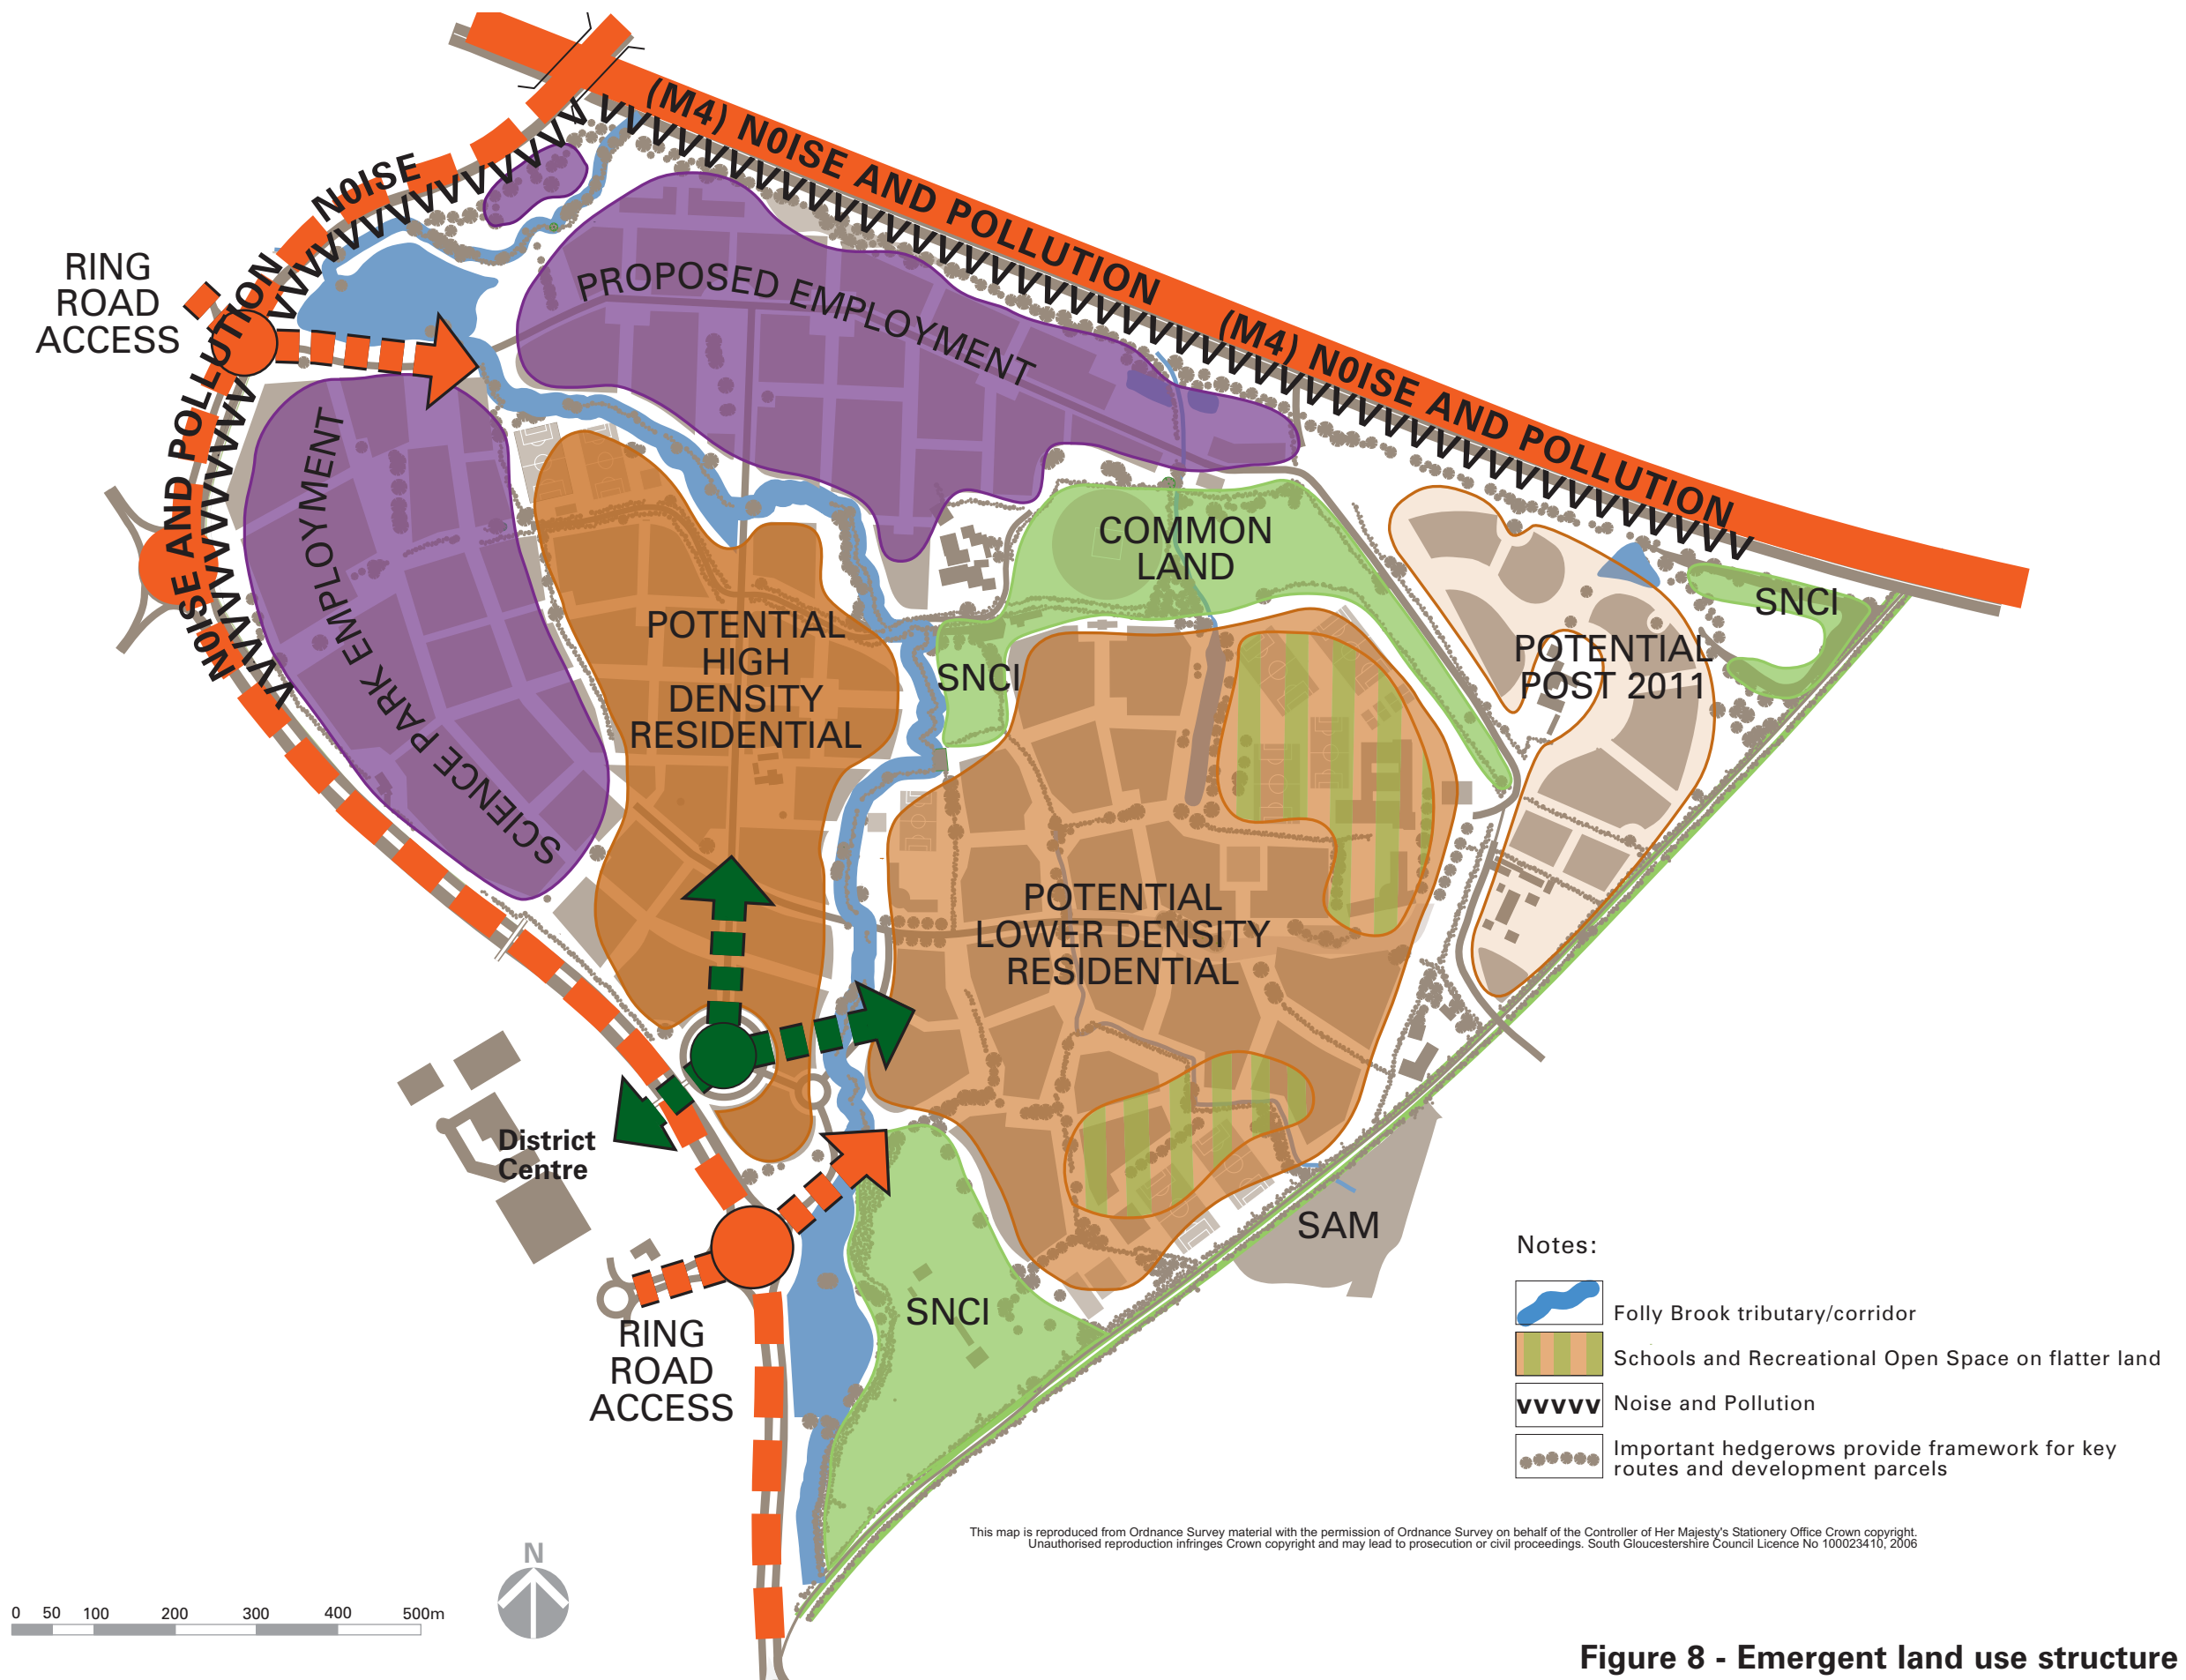 (M4) N0ISE AND POLLUTION
(M4) N0ISE AND POLLUTION
N0ISE
N0ISE AND POLLUTION
RING
ROAD
ACCESS
PROPOSED EMPLOYMENT
SCIENCE PARK EMPLOYMENT
COMMON
LAND
SNCI
POTENTIAL
HIGH
DENSITY
RESIDENTIAL
SNCI
POTENTIAL
POST 2011
POTENTIAL
LOWER DENSITY
RESIDENTIAL
District
Centre
SAM
SNCI
RING
ROAD
ACCESS
Notes:
Folly Brook tributary/corridor
Schools and Recreational Open Space on flatter land
vvvvv Noise and Pollution
Important hedgerows provide framework for key
routes and development parcels
This map is reproduced from Ordnance Survey material with the permission of Ordnance Survey on behalf of the Controller of Her Majesty's Stationery Office Crown copyright.
Unauthorised reproduction infringes Crown copyright and may lead to prosecution or civil proceedings. South Gloucestershire Council Licence No 100023410, 2006
N
0 50 100 200 300 400 500m
Figure 8 - Emergent land use structure